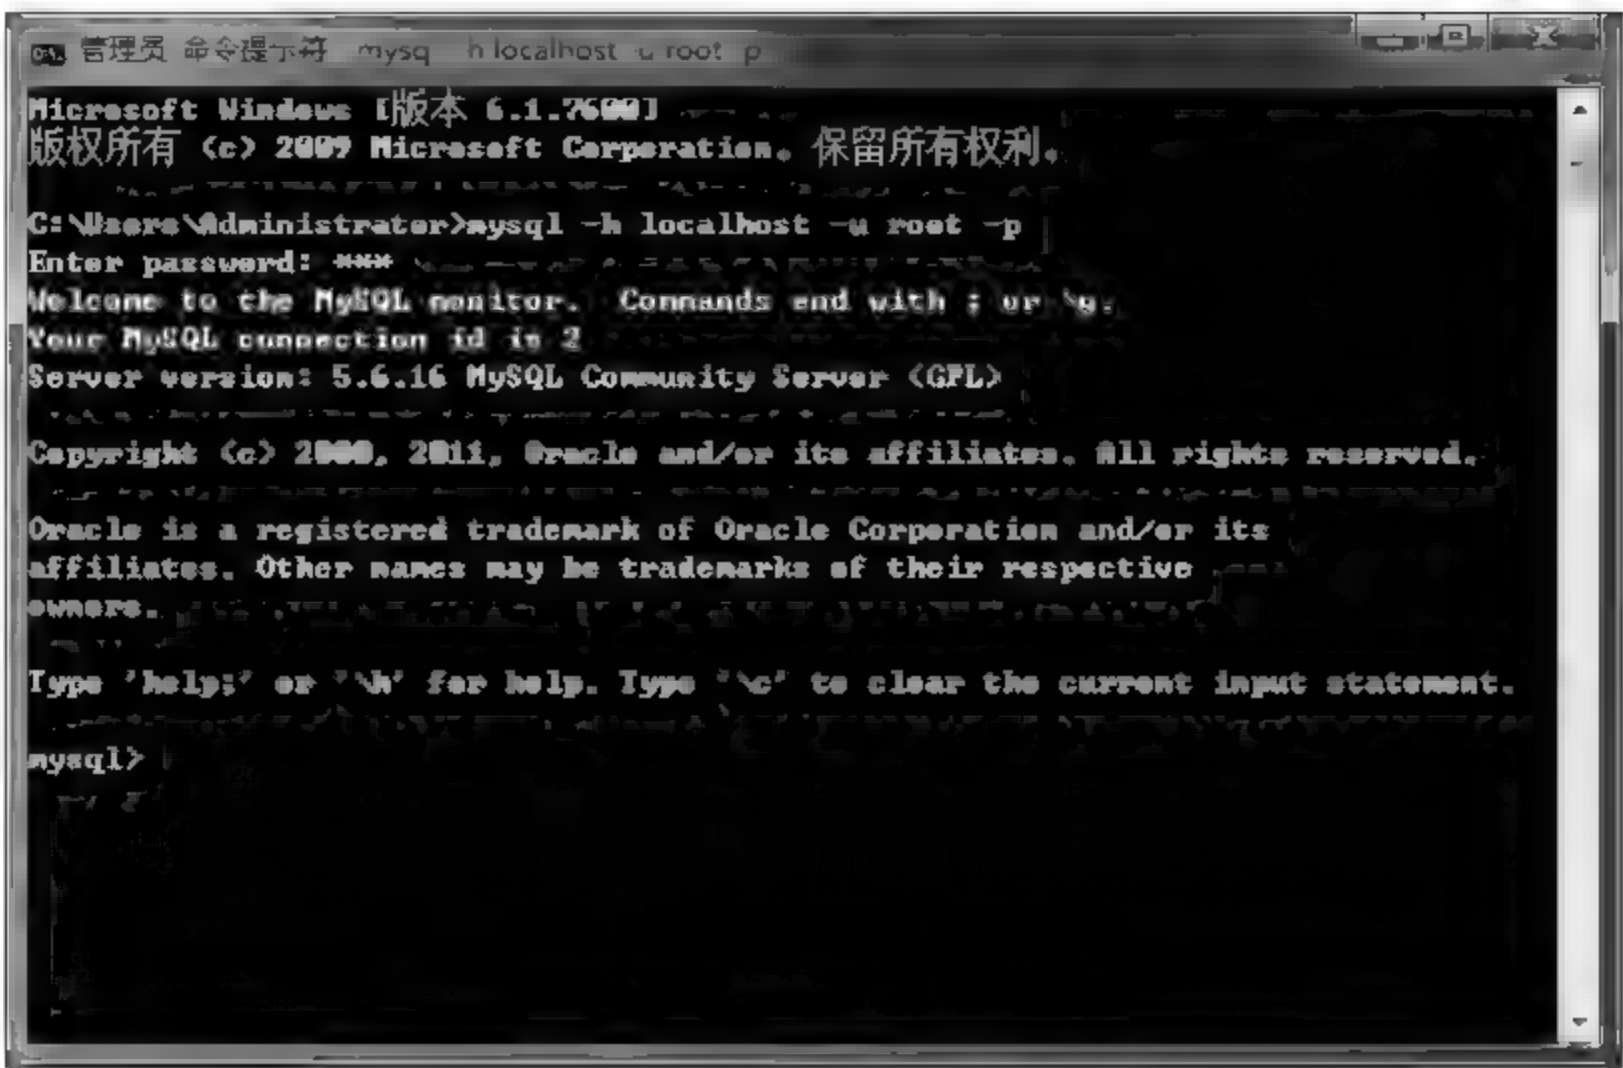 管理员 命令提示符 mysq h localhost u root p
Microsoft Windows [版本 6.1.7600]
版权所有 (c) 2009 Microsoft Corporation。保留所有权利。
C:\Users\Administrator>mysql -h localhost -u root -p
Enter password: ***
Welcome to the MySQL monitor.  Commands end with ; or \g.
Your MySQL connection id is 2
Server version: 5.6.16 MySQL Community Server (GPL)
Copyright (c) 2000, 2011, Oracle and/or its affiliates. All rights reserved.
Oracle is a registered trademark of Oracle Corporation and/or its
affiliates. Other names may be trademarks of their respective
owners.
Type 'help;' or '\h' for help. Type '\c' to clear the current input statement.
mysql>